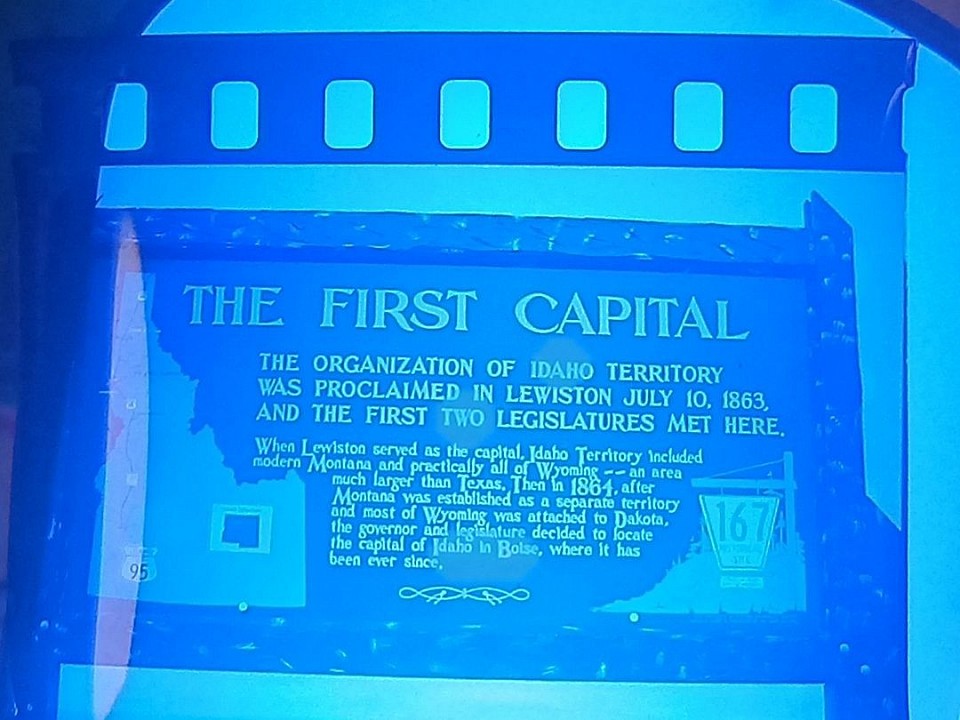 THE FIRST CAPITAL
THE ORGANIZATION OF IDAHO TERRITORY
WAS PROCLAIMED IN LEWISTON JULY 10, 1863,
AND THE FIRST TWO LEGISLATURES MET HERE.
When Lewiston served as the capital, Idaho Territory included
modern Montana and practically all of Wyoming -- an area
much larger than Texas. Then in 1864, after
Montana was established as a separate territory
and most of Wyoming was attached to Dakota,
the governor and legislature decided to locate
the capital of Idaho in Boise, where it has
been ever since.
167
HISTORICAL
SITE
95